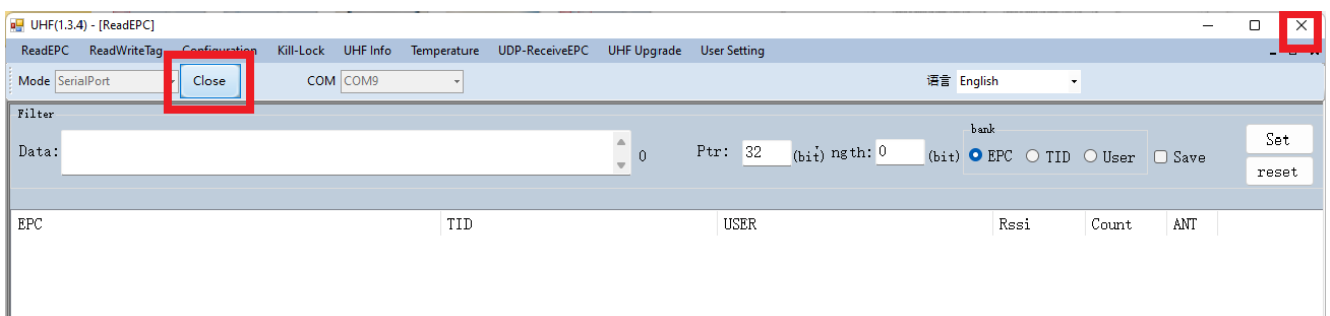 UHF(1.3.4) - [ReadEPC]
ReadEPC ReadWriteTag Configuration Kill-Lock UHF Info Temperature UDP-ReceiveEPC UHF Upgrade User Setting
Mode SerialPort Close COM COM9 语言 English
Filter
bank
Data: 0 Ptr: 32 (bit) ngth: 0 (bit) EPC TID User Save Set
reset
EPC TID USER Rssi Count ANT